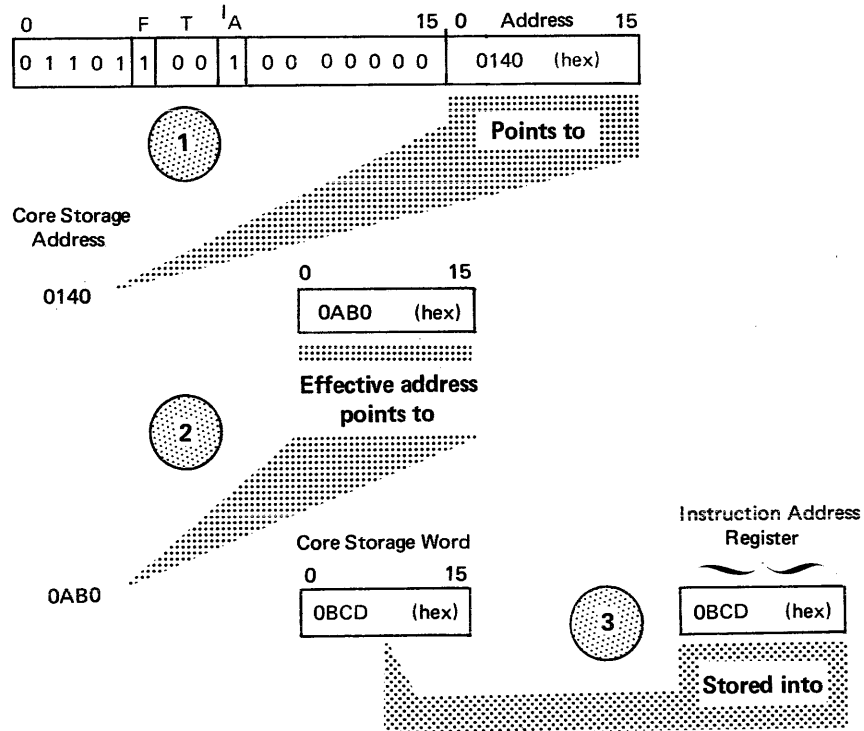 0 F T IA 15 0 Address 15
0 1 1 0 1 1 0 0 1 0 0 0 0 0 0 0 0140 (hex)
1
Points to
Core Storage
Address
0140
0 15
0AB0 (hex)
Effective address
points to
2
0AB0
Core Storage Word
0 15
0BCD (hex)
3
Instruction Address
Register
0BCD (hex)
Stored into